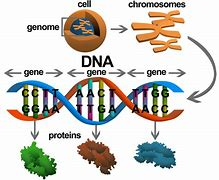 cell
chromosomes
genome
DNA
gene gene gene
proteins